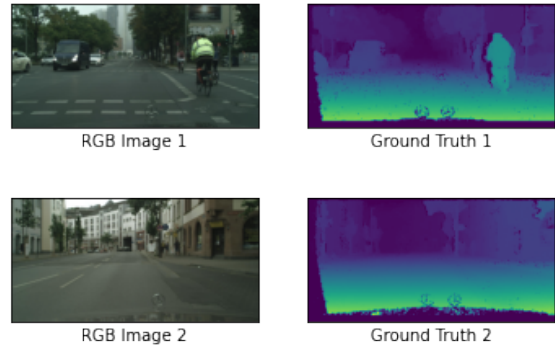 RGB Image 1
Ground Truth 1
RGB Image 2
Ground Truth 2